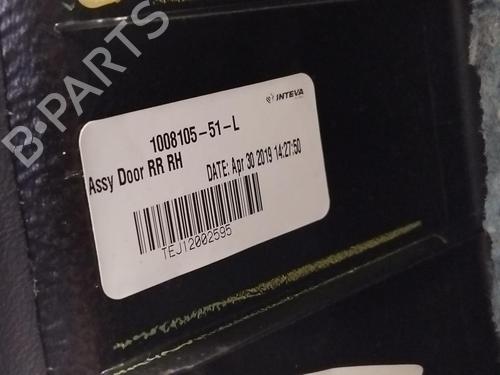 B-PARTS
INTEVA
1008105-51-L
Assy Door RR RH
DATE: Apr 30 2019 14:27:50
TEJ12002595